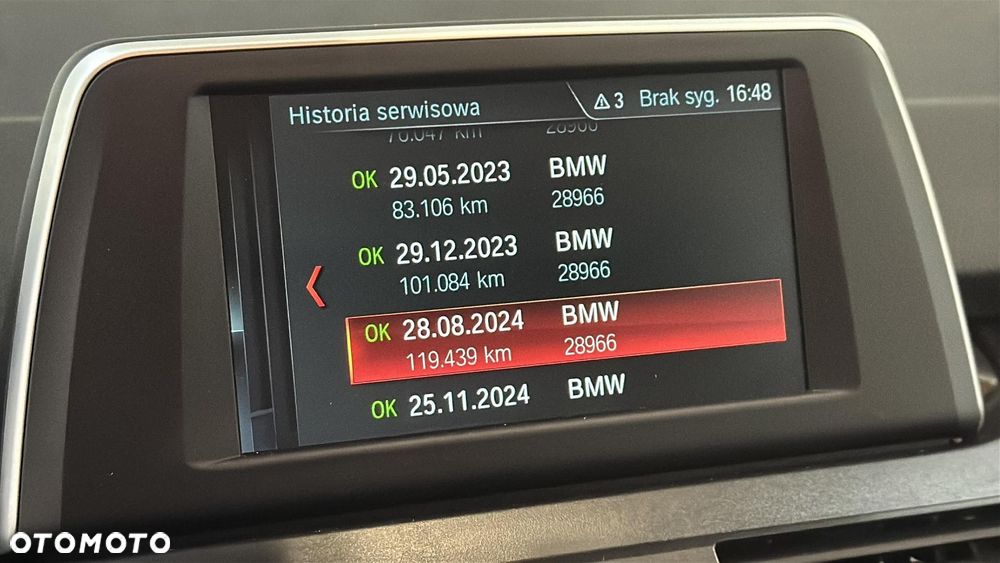 Historia serwisowa
3 Brak syg. 16:48
OK 29.05.2023 BMW
83.106 km 28966
OK 29.12.2023 BMW
101.084 km 28966
OK 28.08.2024 BMW
119.439 km 28966
OK 25.11.2024 BMW
OTOMOTO